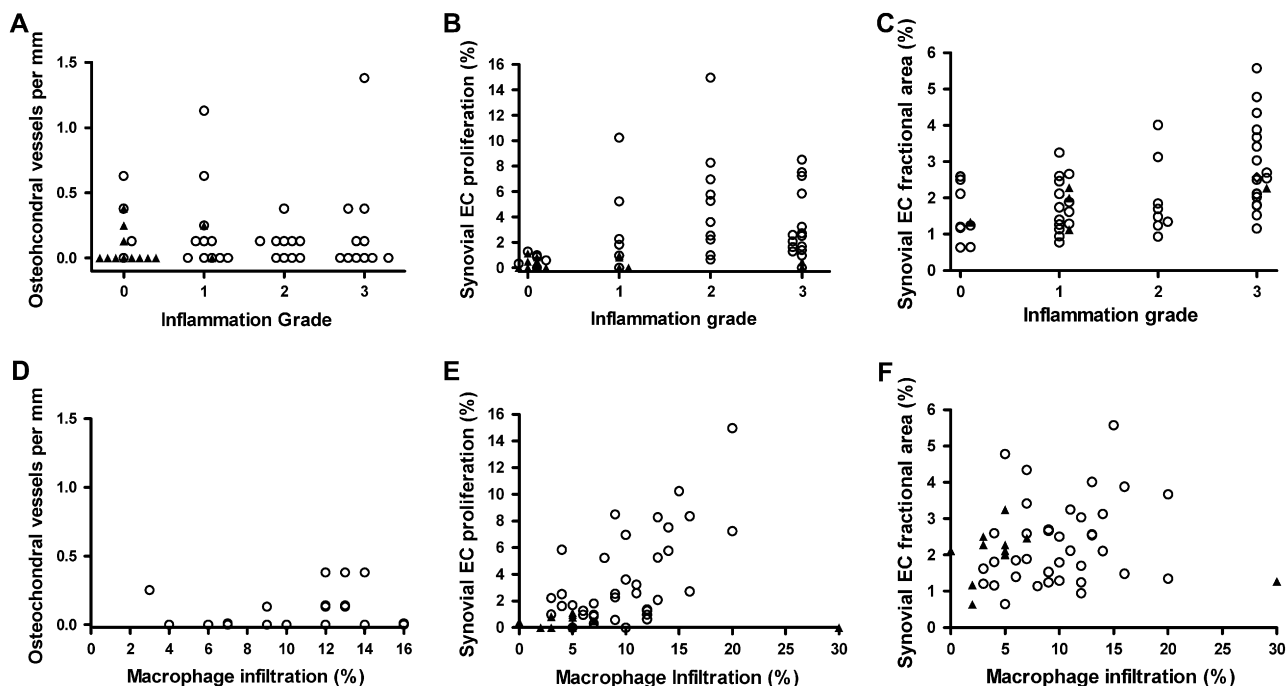 A
Osteohcondral vessels per mm
1.5
1.0
0.5
0.0
0 1 2 3
Inflammation Grade
B
Synovial EC proliferation (%)
16
14
12
10
8
6
4
2
0
0 1 2 3
Inflammation grade
C
Synovial EC fractional area (%)
6
5
4
3
2
1
0
0 1 2 3
Inflammation grade
D
Osteochondral vessels per mm
1.5
1.0
0.5
0.0
0 2 4 6 8 10 12 14 16
Macrophage infiltration (%)
E
Synovial EC proliferation (%)
16
14
12
10
8
6
4
2
0
0 5 10 15 20 25 30
Macrophage Infiltration (%)
F
Synovial EC fractional area (%)
6
5
4
3
2
1
0
0 5 10 15 20 25 30
Macrophage infiltration (%)